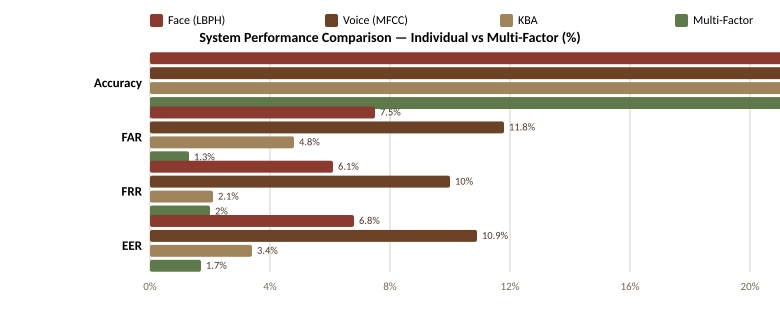 Face (LBPH) Voice (MFCC) KBA Multi-Factor
System Performance Comparison — Individual vs Multi-Factor (%)
Accuracy
7.5%
11.8%
FAR
4.8%
1.3%
6.1%
10%
FRR
2.1%
2%
6.8%
10.9%
EER
3.4%
1.7%
0% 4% 8% 12% 16% 20%